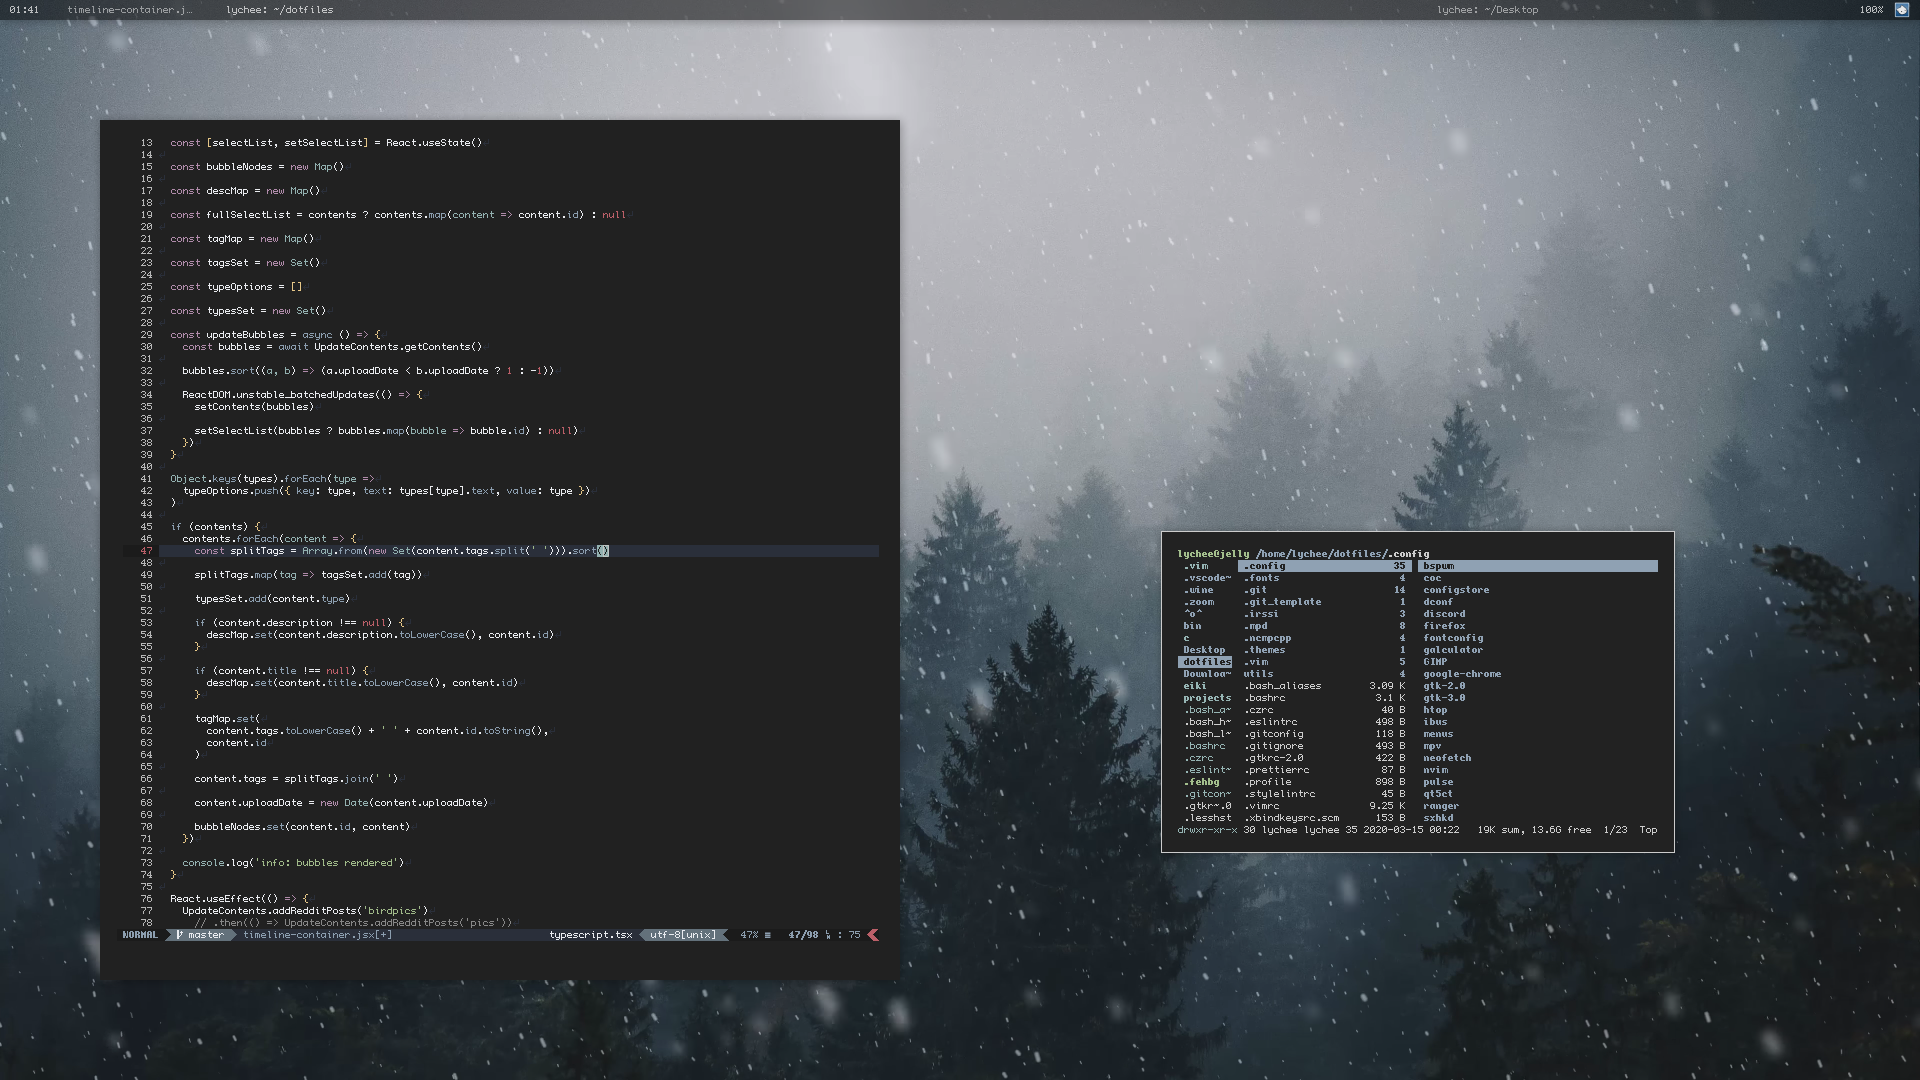 01:41 timeline-container.j… lychee: ~/dotfiles lychee: ~/Desktop 100%
13 const [selectList, setSelectList] = React.useState()
14
15 const bubbleNodes = new Map()
16
17 const descMap = new Map()
18
19 const fullSelectList = contents ? contents.map(content => content.id) : null
20
21 const tagMap = new Map()
22
23 const tagsSet = new Set()
24
25 const typeOptions = []
26
27 const typesSet = new Set()
28
29 const updateBubbles = async () => {
30 const bubbles = await UpdateContents.getContents()
31
32 bubbles.sort((a, b) => (a.uploadDate < b.uploadDate ? 1 : -1))
33
34 ReactDOM.unstable_batchedUpdates(() => {
35 setContents(bubbles)
36
37 setSelectList(bubbles ? bubbles.map(bubble => bubble.id) : null)
38 })
39 }
40
41 Object.keys(types).forEach(type =>
42 typeOptions.push({ key: type, text: types[type].text, value: type })
43 )
44
45 if (contents) {
46 contents.forEach(content => {
47 const splitTags = Array.from(new Set(content.tags.split(' '))).sort()
48
49 splitTags.map(tag => tagsSet.add(tag))
50
51 typesSet.add(content.type)
52
53 if (content.description !== null) {
54 descMap.set(content.description.toLowerCase(), content.id)
55 }
56
57 if (content.title !== null) {
58 descMap.set(content.title.toLowerCase(), content.id)
59 }
60
61 tagMap.set(
62 content.tags.toLowerCase() + ' ' + content.id.toString(),
63 content.id
64 )
65
66 content.tags = splitTags.join(' ')
67
68 content.uploadDate = new Date(content.uploadDate)
69
70 bubbleNodes.set(content.id, content)
71 })
72
73 console.log('info: bubbles rendered')
74 }
75
76 React.useEffect(() => {
77 UpdateContents.addRedditPosts('birdpics')
78 // .then(() => UpdateContents.addRedditPosts('pics'))
NORMAL master timeline-container.jsx[+] typescript.tsx utf-8[unix] 47% ≡ 47/98 : 75
lychee@jelly /home/lychee/dotfiles/.config
.vim .config 35 bspwm
.vscode~ .fonts 4 coc
.wine .git 14 configstore
.zoom .git_template 1 dconf
^o^ .irssi 3 discord
bin .mpd 8 firefox
c .ncmpcpp 4 fontconfig
Desktop .themes 1 galculator
dotfiles .vim 5 GIMP
Downloa~ utils 4 google-chrome
eiki .bash_aliases 3.09 K gtk-2.0
projects .bashrc 3.1 K gtk-3.0
.bash_a~ .czrc 40 B htop
.bash_h~ .eslintrc 498 B ibus
.bash_l~ .gitconfig 118 B menus
.bashrc .gitignore 493 B mpv
.czrc .gtkrc-2.0 422 B neofetch
.eslint~ .prettierrc 87 B nvim
.fehbg .profile 898 B pulse
.gitcon~ .stylelintrc 45 B qt5ct
.gtkr~.0 .vimrc 9.25 K ranger
.lesshst .xbindkeysrc.scm 153 B sxhkd
drwxr-xr-x 30 lychee lychee 35 2020-03-15 00:22 19K sum, 13.6G free 1/23 Top